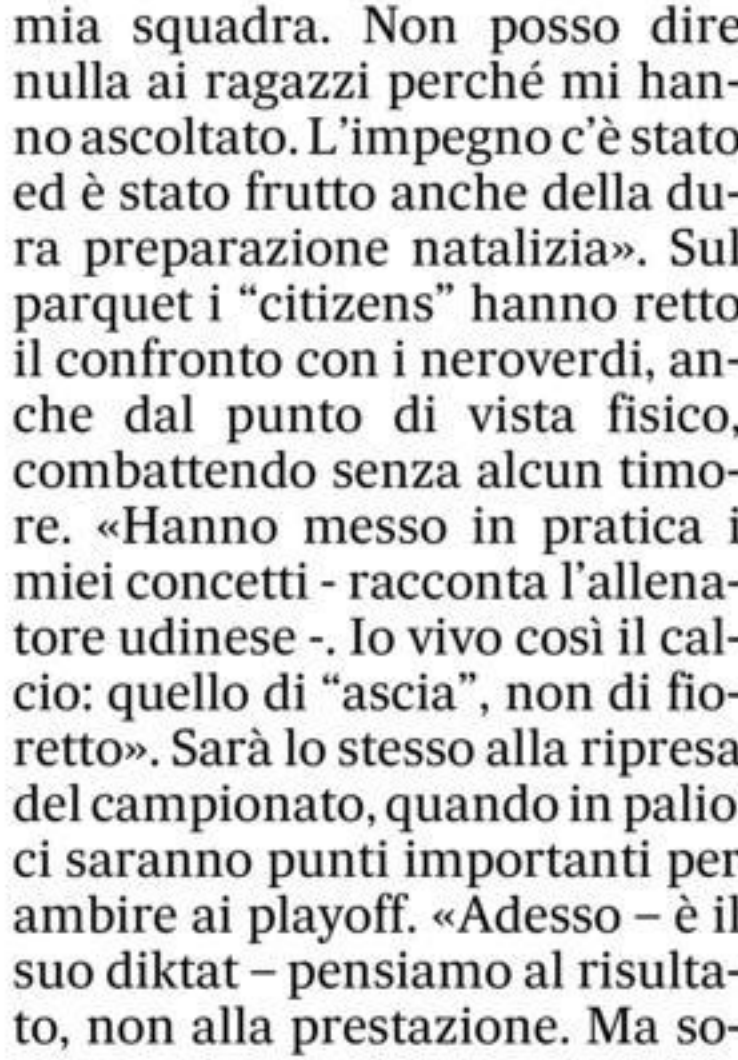 mia squadra. Non posso dire
nulla ai ragazzi perché mi han-
no ascoltato. L'impegno c'è stato
ed è stato frutto anche della du-
ra preparazione natalizia». Sul
parquet i “citizens” hanno retto
il confronto con i neroverdi, an-
che dal punto di vista fisico,
combattendo senza alcun timo-
re. «Hanno messo in pratica i
miei concetti - racconta l'allena-
tore udinese -. Io vivo così il cal-
cio: quello di “ascia”, non di fio-
retto». Sarà lo stesso alla ripresa
del campionato, quando in palio
ci saranno punti importanti per
ambire ai playoff. «Adesso – è il
suo diktat – pensiamo al risulta-
to, non alla prestazione. Ma so-